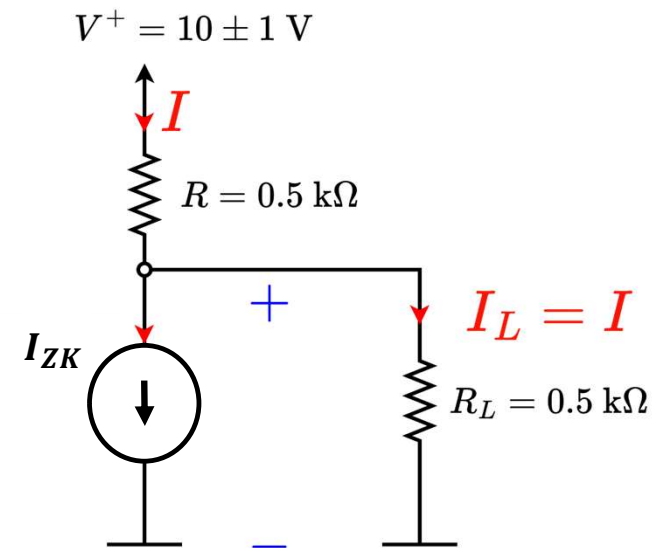 V⁺ = 10 ± 1 V
I
R = 0.5 kΩ
+
I_L = I
I_ZK
R_L = 0.5 kΩ
−